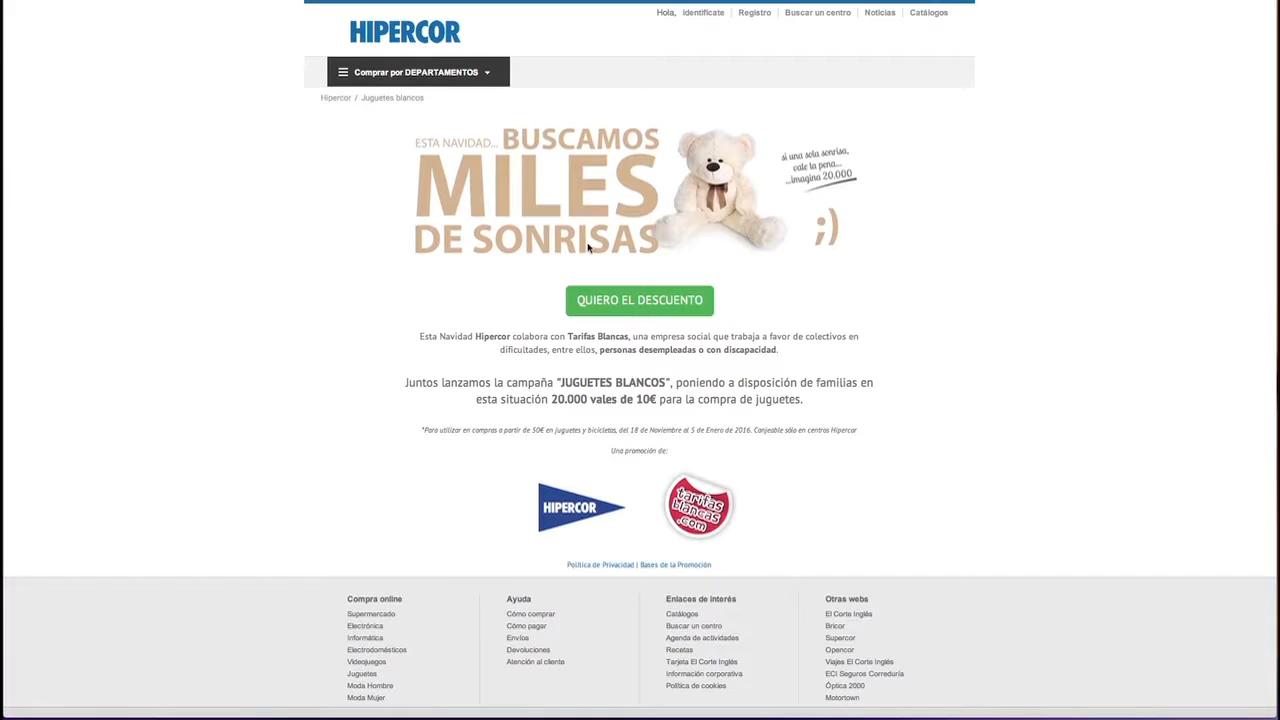 Hola, identifícate Registro Buscar un centro Noticias Catálogos
HIPERCOR
Comprar por DEPARTAMENTOS
Hipercor / Juguetes blancos
ESTA NAVIDAD... BUSCAMOS
MILES
DE SONRISAS
si una sola sonrisa,
vale la pena...
...imagina 20.000
;)
QUIERO EL DESCUENTO
Esta Navidad Hipercor colabora con Tarifas Blancas, una empresa social que trabaja a favor de colectivos en
dificultades, entre ellos, personas desempleadas o con discapacidad.
Juntos lanzamos la campaña "JUGUETES BLANCOS", poniendo a disposición de familias en
esta situación 20.000 vales de 10€ para la compra de juguetes.
*Para utilizar en compras a partir de 50€ en juguetes y bicicletas, del 18 de Noviembre al 5 de Enero de 2016. Canjeable sólo en centros Hipercor
Una promoción de:
HIPERCOR
tarifas
blancas
.com
Política de Privacidad | Bases de la Promoción
Compra online
Supermercado
Electrónica
Informática
Electrodomésticos
Videojuegos
Juguetes
Moda Hombre
Moda Mujer
Ayuda
Cómo comprar
Cómo pagar
Envíos
Devoluciones
Atención al cliente
Enlaces de interés
Catálogos
Buscar un centro
Agenda de actividades
Recetas
Tarjeta El Corte Inglés
Información corporativa
Política de cookies
Otras webs
El Corte Inglés
Bricor
Supercor
Opencor
Viajes El Corte Inglés
ECI Seguros Correduría
Óptica 2000
Motortown